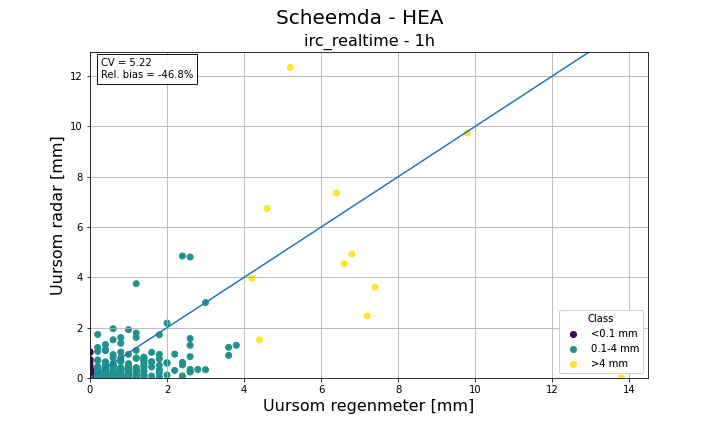 Scheemda - HEA
irc_realtime - 1h
CV = 5.22
Rel. bias = -46.8%
12
10
8
6
4
2
0
Uursom radar [mm]
Class
<0.1 mm
0.1-4 mm
>4 mm
0 2 4 6 8 10 12 14
Uursom regenmeter [mm]